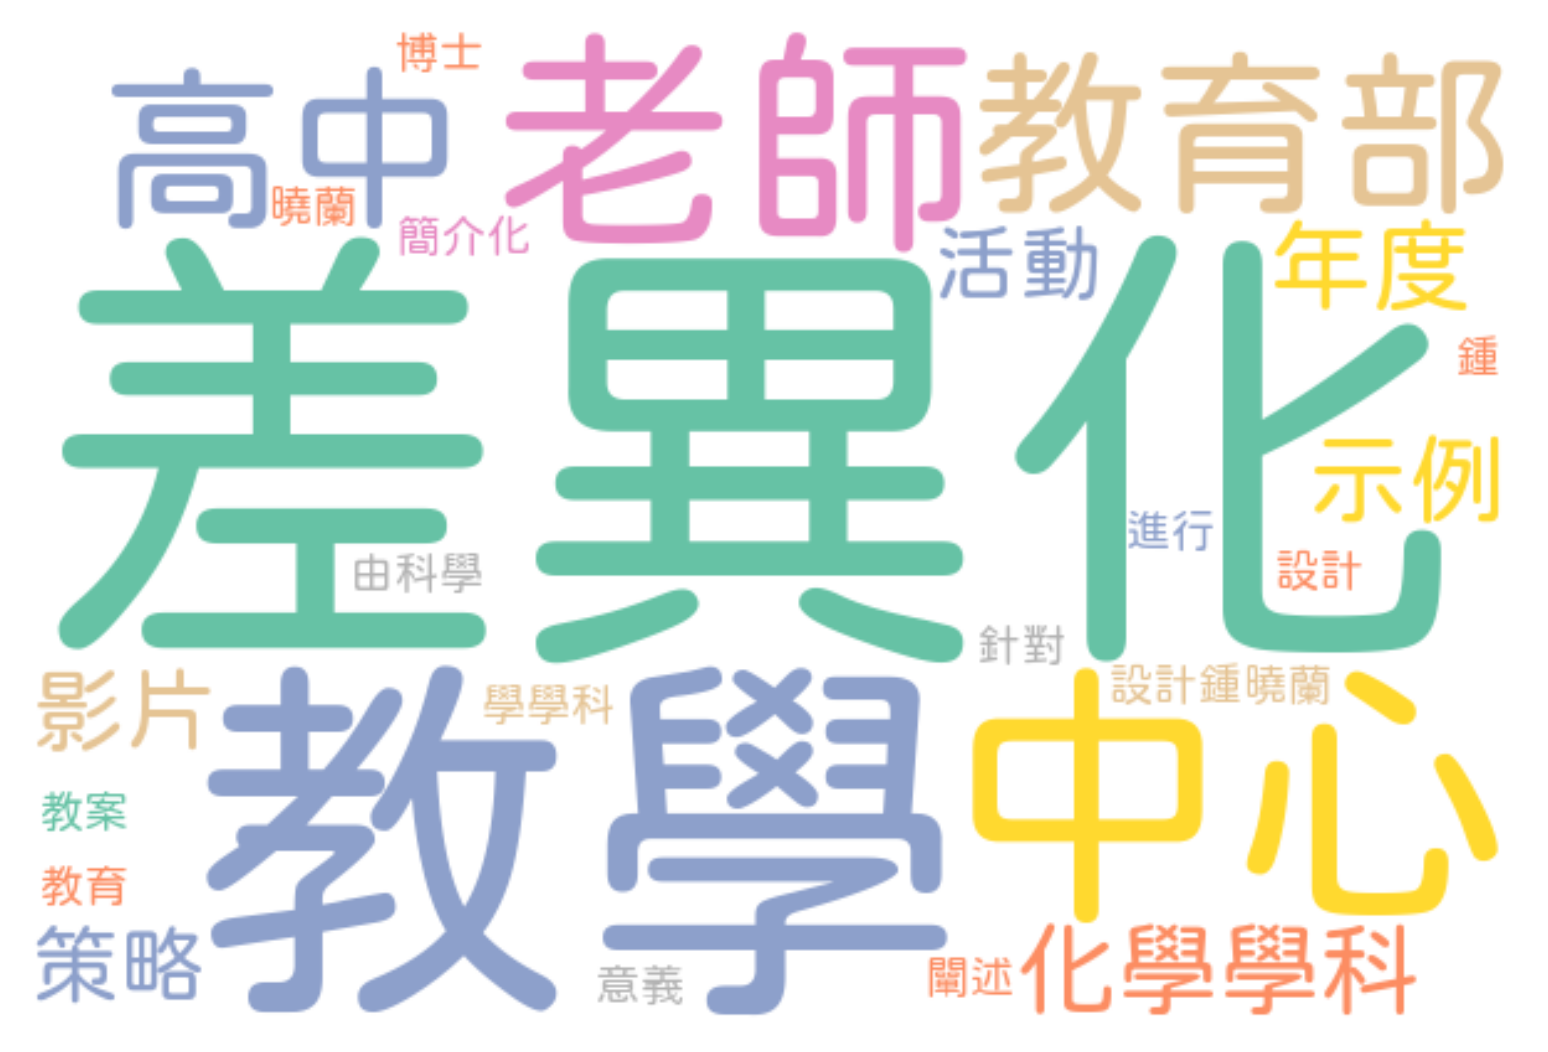 博士
高中
老師
教育部
曉蘭
簡介化
活動
年度
差異化
鍾
示例
進行
設計
由科學
針對
影片
教學
學學科
中心
設計鍾曉蘭
教案
教育
策略
意義
闡述
化學學科